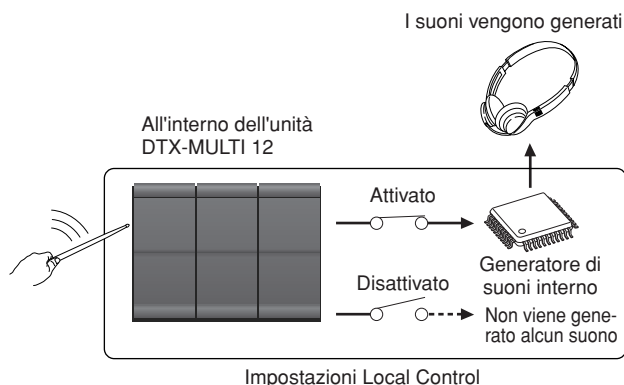 I suoni vengono generati
All'interno dell'unità
DTX-MULTI 12
Attivato
Generatore di
suoni interno
Disattivato
Non viene gene-
rato alcun suono
Impostazioni Local Control